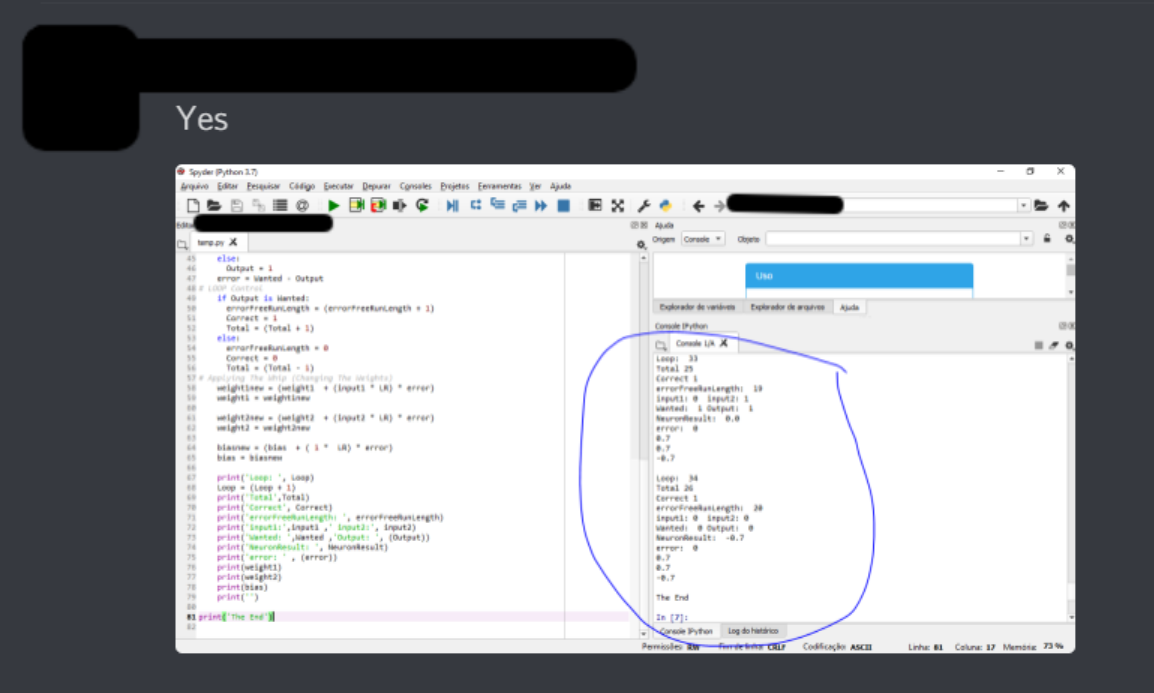 Yes
Spyder (Python 3.7)
Arquivo Editar Pesquisar Código Executar Depurar Consoles Projetos Ferramentas Ver Ajuda
temp.py
45 else:
46 Output = 1
47 error = Wanted - Output
48 # LOOP Control
49 if Output is Wanted:
50 errorFreeRunLength = (errorFreeRunLength + 1)
51 Correct = 1
52 Total = (Total + 1)
53 else:
54 errorFreeRunLength = 0
55 Correct = 0
56 Total = (Total - 1)
57 # Applying The Whip (Changing The Weights)
58 weight1new = (weight1 + (input1 * LR) * error)
59 weight1 = weight1new
60
61 weight2new = (weight2 + (input2 * LR) * error)
62 weight2 = weight2new
63
64 biasnew = (bias + ( 1 * LR) * error)
65 bias = biasnew
66
67 print('Loop: ', Loop)
68 Loop = (Loop + 1)
69 print('Total',Total)
70 print('Correct', Correct)
71 print('errorFreeRunLength: ', errorFreeRunLength)
72 print('input1:',input1 ,' input2:', input2)
73 print('Wanted: ',Wanted ,'Output: ', (Output))
74 print('NeuronResult: ', NeuronResult)
75 print('error: ' , (error))
76 print(weight1)
77 print(weight2)
78 print(bias)
79 print('')
80
81 print('The End')
82
Ajuda
Origem Console Objeto
Uso
Explorador de variáveis Explorador de arquivos Ajuda
Console IPython
Console 1/A
Loop: 33
Total 25
Correct 1
errorFreeRunLength: 19
input1: 0 input2: 1
Wanted: 1 Output: 1
NeuronResult: 0.0
error: 0
0.7
0.7
-0.7
Loop: 34
Total 26
Correct 1
errorFreeRunLength: 20
input1: 0 input2: 0
Wanted: 0 Output: 0
NeuronResult: -0.7
error: 0
0.7
0.7
-0.7
The End
In [7]:
Console IPython Log do histórico
Permissões: RW Fim de linha: CRLF Codificação: ASCII Linha: 81 Coluna: 17 Memória: 73 %